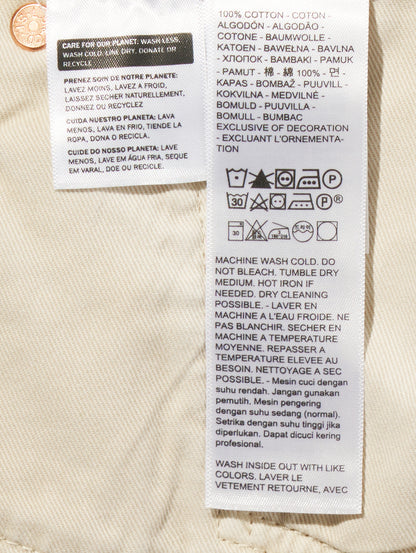 CARE FOR OUR PLANET. WASH LESS,
WASH COLD, LINE DRY, DONATE OR
RECYCLE
PRENEZ SOIN DE NOTRE PLANETE:
LAVEZ MOINS, LAVEZ A FROID,
LAISSEZ SECHER NATURELLEMENT,
DONNEZ OU RECYCLEZ
CUIDA NUESTRO PLANETA: LAVA
MENOS, LAVA EN FRIO, TIENDE LA
ROPA, DONA O RECICLE.
CUIDE DO NOSSO PLANETA: LAVE
MENOS, LAVE EM ÁGUA FRIA, SEQUE
EM VARAL, DOE OU RECICLE.
100% COTTON - COTON -
ALGODÓN - ALGODÃO -
COTONE - BAUMWOLLE -
KATOEN - BAWEŁNA - BAVLNA
- ХЛОПОК - BAMBAKI - PAMUK
- PAMUT - 棉 - 綿 100% - 면 -
KAPAS - BOMBAŽ - PUUVILL -
KOKVILNA - MEDVILNĖ -
BOMULD - PUUVILLA -
BOMULL - BUMBAC
EXCLUSIVE OF DECORATION
- EXCLUANT L'ORNEMENTA-
TION
P
30 P
30
MACHINE WASH COLD. DO
NOT BLEACH. TUMBLE DRY
MEDIUM. HOT IRON IF
NEEDED. DRY CLEANING
POSSIBLE. - LAVER EN
MACHINE A L'EAU FROIDE. NE
PAS BLANCHIR. SECHER EN
MACHINE A TEMPERATURE
MOYENNE. REPASSER A
TEMPERATURE ELEVEE AU
BESOIN. NETTOYAGE A SEC
POSSIBLE. - Mesin cuci dengan
suhu rendah. Jangan gunakan
pemutih. Mesin pengering
dengan suhu sedang (normal).
Setrika dengan suhu tinggi jika
diperlukan. Dapat dicuci kering
profesional.
WASH INSIDE OUT WITH LIKE
COLORS. LAVER LE
VETEMENT RETOURNE, AVEC